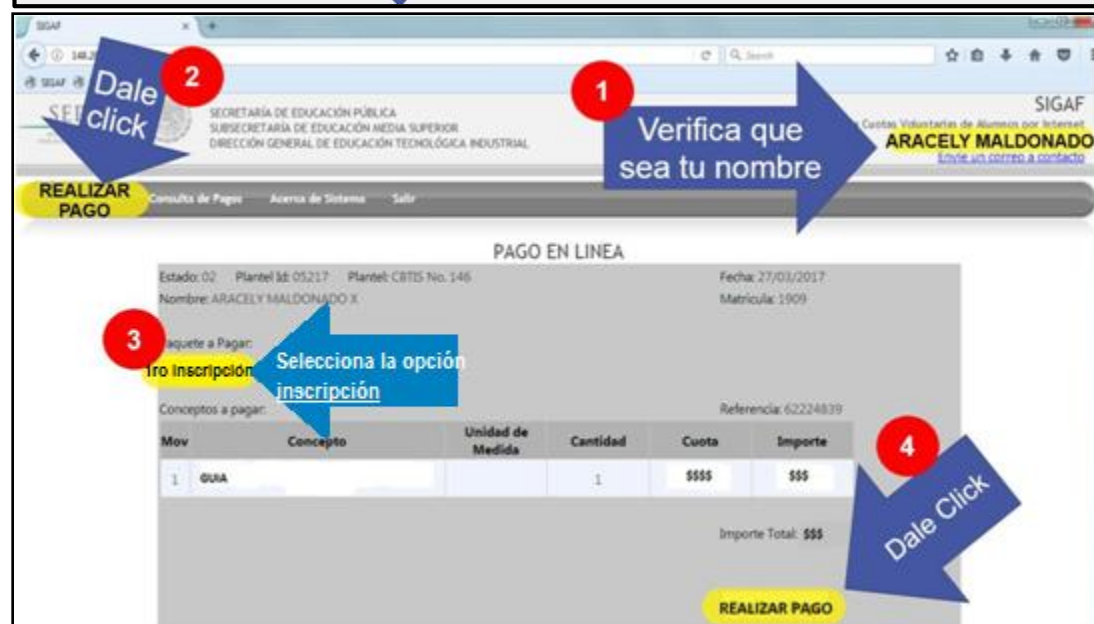 SIGAF
Search
SIGAF
Dale
click
2
1
Verifica que
sea tu nombre
SECRETARÍA DE EDUCACIÓN PÚBLICA
SUBSECRETARÍA DE EDUCACIÓN MEDIA SUPERIOR
DIRECCIÓN GENERAL DE EDUCACIÓN TECNOLÓGICA INDUSTRIAL
SIGAF
Cuotas Voluntarias de Alumnos por Internet
ARACELY MALDONADO
Envíe un correo a contacto
REALIZAR
PAGO
Consulta de Pagos Acerca de Sistema Salir
PAGO EN LINEA
Estado: 02 Plantel Id: 05217 Plantel: CBTIS No. 146 Fecha: 27/03/2017
Nombre: ARACELY MALDONADO X Matrícula: 1909
3
Paquete a Pagar:
1ro Inscripción
Selecciona la opción
inscripción
Conceptos a pagar: Referencia: 62224839
Mov Concepto Unidad de Medida Cantidad Cuota Importe
1 GUIA 1 $$$$ $$$
4
Dale Click
Importe Total: $$$
REALIZAR PAGO